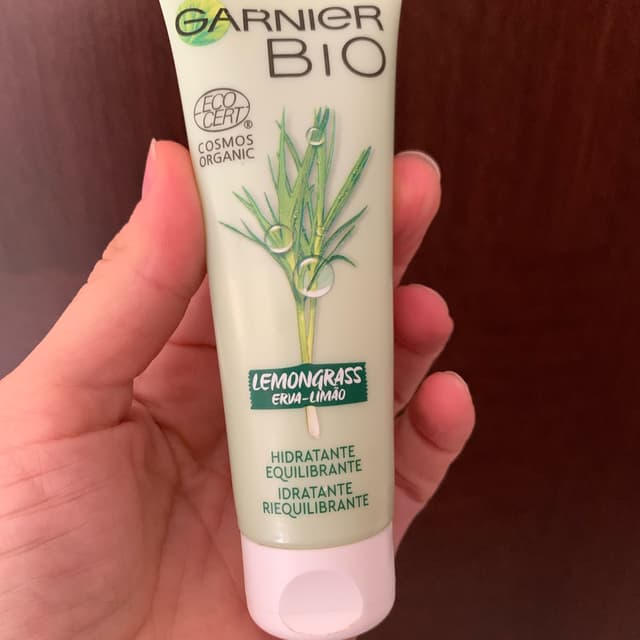 GARNIER
BIO
ECO
CERT®
COSMOS
ORGANIC
LEMONGRASS
ERVA-LIMÃO
HIDRATANTE
EQUILIBRANTE
IDRATANTE
RIEQUILIBRANTE